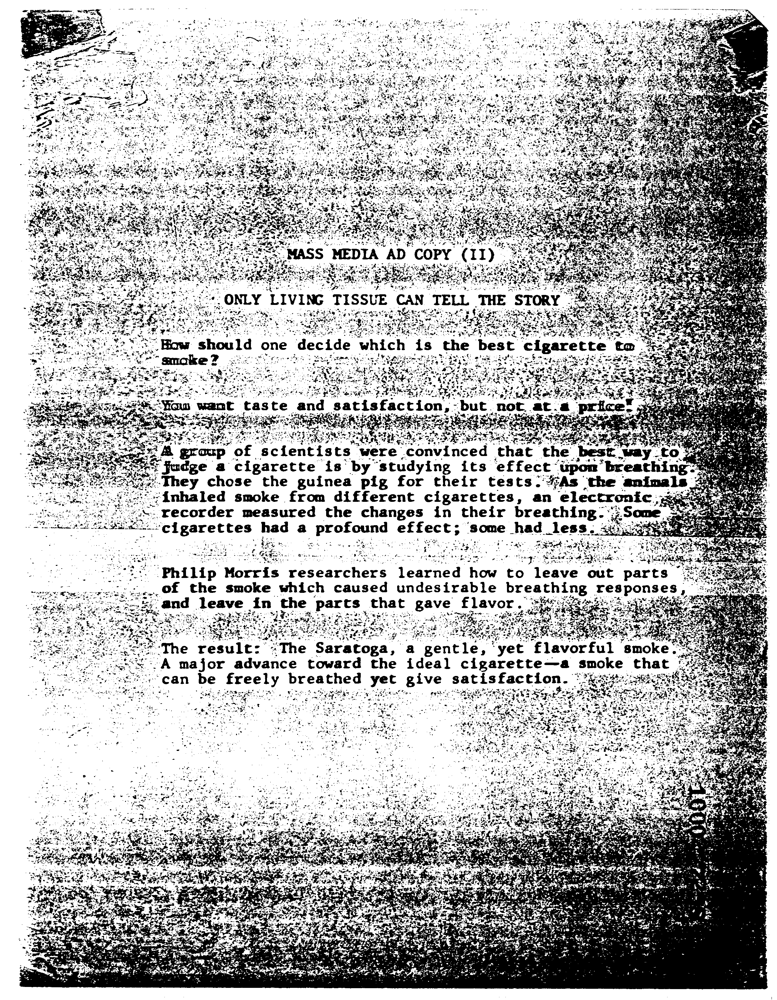 MASS MEDIA AD COPY (II)
ONLY LIVING TISSUE CAN TELL THE STORY
How should one decide which is the best cigarette to
smoke?
You want taste and satisfaction, but not at a price!
A group of scientists were convinced that the best way to
judge a cigarette is by studying its effect upon breathing.
They chose the guinea pig for their tests. As the animals
inhaled smoke from different cigarettes, an electronic
recorder measured the changes in their breathing. Some
cigarettes had a profound effect; some had less.
Philip Morris researchers learned how to leave out parts
of the smoke which caused undesirable breathing responses,
and leave in the parts that gave flavor.
The result: The Saratoga, a gentle, yet flavorful smoke.
A major advance toward the ideal cigarette—a smoke that
can be freely breathed yet give satisfaction.